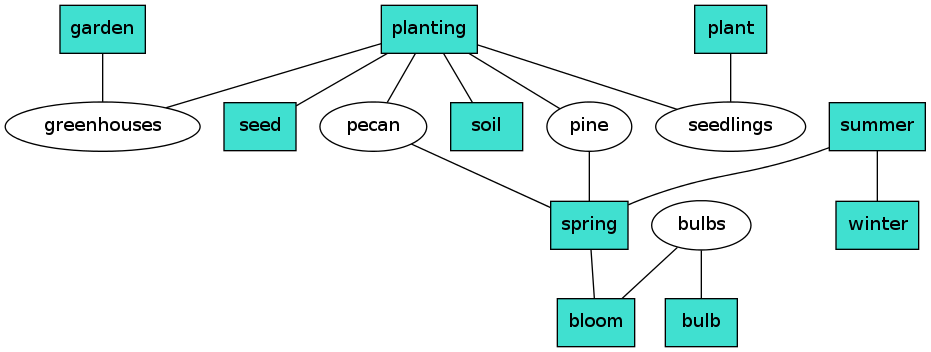 garden
planting
plant
greenhouses
seed
pecan
soil
pine
seedlings
summer
spring
bulbs
winter
bloom
bulb